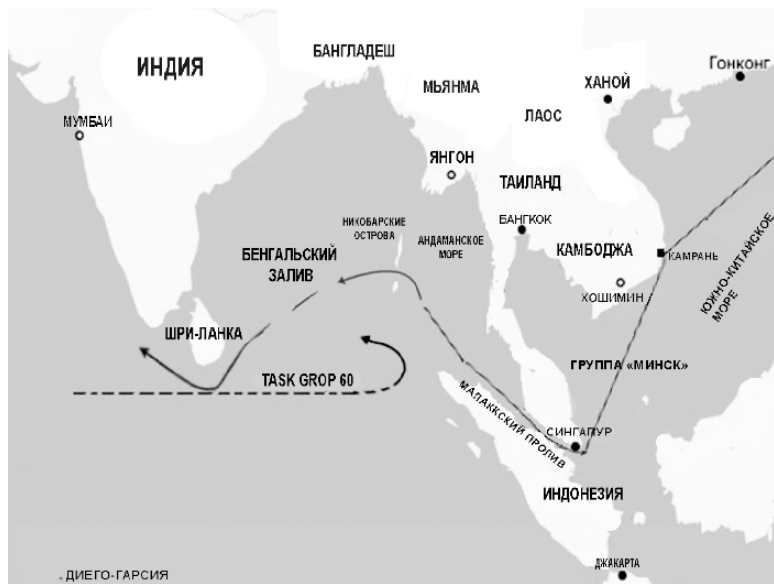 БАНГЛАДЕШ
ИНДИЯ
Гонконг
ХАНОЙ
МЬЯНМА
ЛАОС
МУМБАИ
ЯНГОН
ТАИЛАНД
НИКОБАРСКИЕ
ОСТРОВА
АНДАМАНСКОЕ
МОРЕ
БАНГКОК
БЕНГАЛЬСКИЙ
ЗАЛИВ
КАМБОДЖА
КАМРАНЬ
ХОШИМИН
ЮЖНО-КИТАЙСКОЕ
МОРЕ
ШРИ-ЛАНКА
ГРУППА «МИНСК»
TASK GROP 60
МАЛАККСКИЙ ПРОЛИВ
СИНГАПУР
ИНДОНЕЗИЯ
ДЖАКАРТА
ДИЕГО-ГАРСИЯ